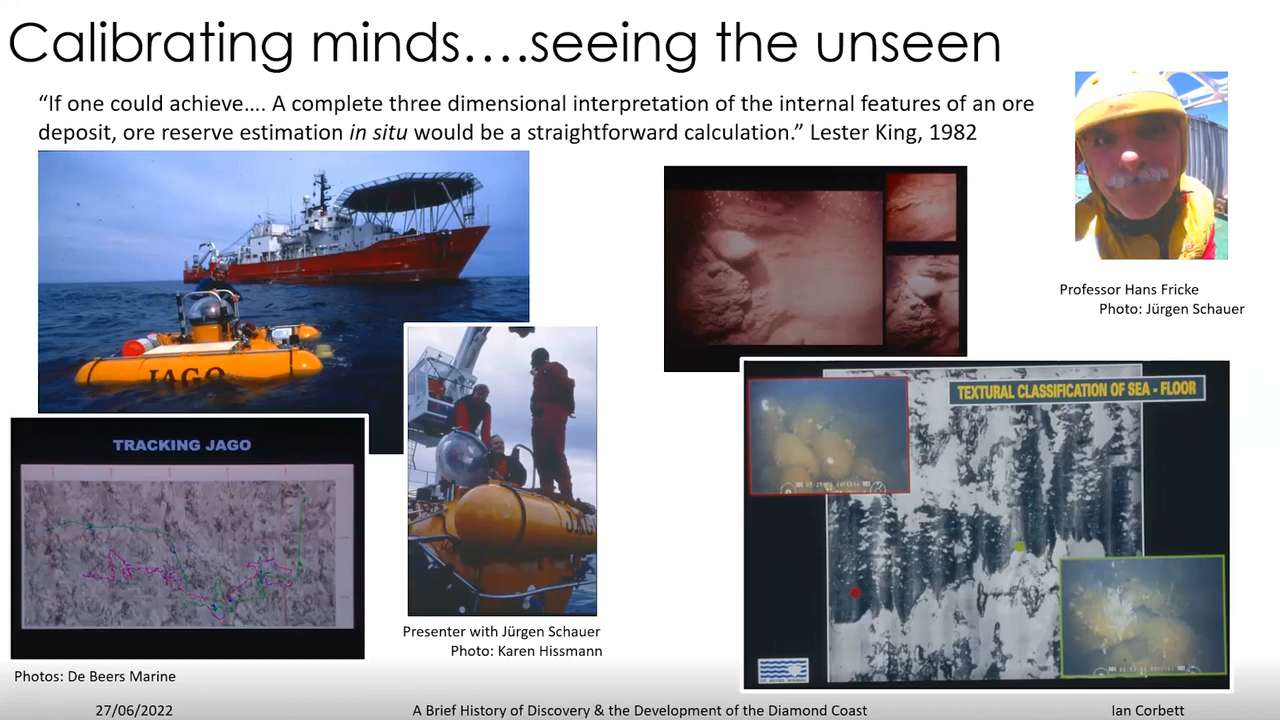 Calibrating minds....seeing the unseen
“If one could achieve.... A complete three dimensional interpretation of the internal features of an ore
deposit, ore reserve estimation in situ would be a straightforward calculation.” Lester King, 1982
Professor Hans Fricke
Photo: Jürgen Schauer
JAGO
TEXTURAL CLASSIFICATION OF SEA - FLOOR
TRACKING JAGO
Presenter with Jürgen Schauer
Photo: Karen Hissmann
Photos: De Beers Marine
27/06/2022
A Brief History of Discovery & the Development of the Diamond Coast
Ian Corbett